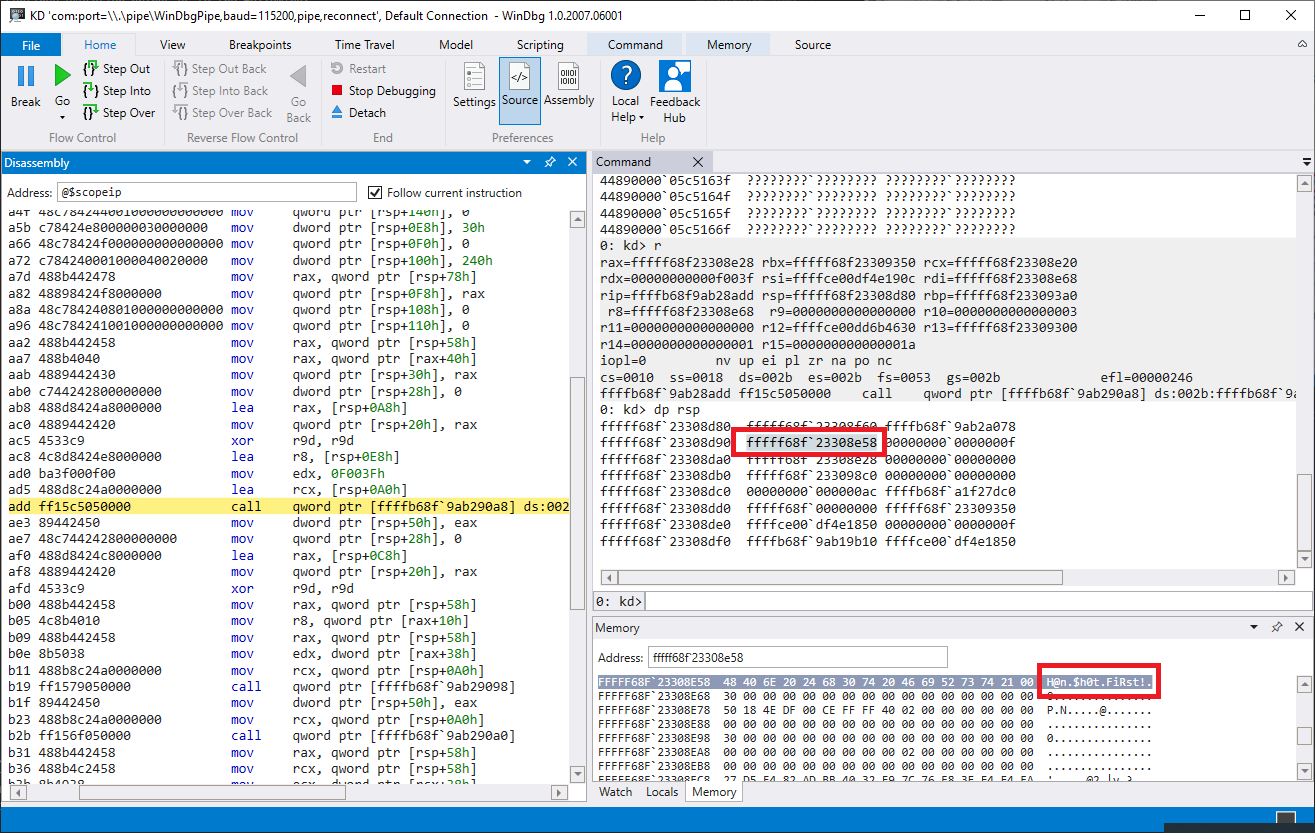 KD 'com:port=\\.\pipe\WinDbgPipe,baud=115200,pipe,reconnect', Default Connection - WinDbg 1.0.2007.06001
File Home View Breakpoints Time Travel Model Scripting Command Memory Source
Break
Go
Step Out
Step Into
Step Over
Flow Control
Step Out Back
Step Into Back
Step Over Back
Go Back
Reverse Flow Control
Restart
Stop Debugging
Detach
End
Settings
Source
Assembly
Preferences
Local Help
Feedback Hub
Help
Disassembly
Address: @$scopeip
Follow current instruction
a4f 48c784244001000000000000 mov qword ptr [rsp+140h], 0
a5b c78424e800000030000000 mov dword ptr [rsp+0E8h], 30h
a66 48c78424f000000000000000 mov qword ptr [rsp+0F0h], 0
a72 c784240001000040020000 mov dword ptr [rsp+100h], 240h
a7d 488b442478 mov rax, qword ptr [rsp+78h]
a82 48898424f8000000 mov qword ptr [rsp+0F8h], rax
a8a 48c784240801000000000000 mov qword ptr [rsp+108h], 0
a96 48c784241001000000000000 mov qword ptr [rsp+110h], 0
aa2 488b442458 mov rax, qword ptr [rsp+58h]
aa7 488b4040 mov rax, qword ptr [rax+40h]
aab 4889442430 mov qword ptr [rsp+30h], rax
ab0 c744242800000000 mov dword ptr [rsp+28h], 0
ab8 488d8424a8000000 lea rax, [rsp+0A8h]
ac0 4889442420 mov qword ptr [rsp+20h], rax
ac5 4533c9 xor r9d, r9d
ac8 4c8d8424e8000000 lea r8, [rsp+0E8h]
ad0 ba3f000f00 mov edx, 0F003Fh
ad5 488d8c24a0000000 lea rcx, [rsp+0A0h]
add ff15c5050000 call qword ptr [ffffb68f`9ab290a8] ds:002
ae3 89442450 mov dword ptr [rsp+50h], eax
ae7 48c744242800000000 mov qword ptr [rsp+28h], 0
af0 488d8424c8000000 lea rax, [rsp+0C8h]
af8 4889442420 mov qword ptr [rsp+20h], rax
afd 4533c9 xor r9d, r9d
b00 488b442458 mov rax, qword ptr [rsp+58h]
b05 4c8b4010 mov r8, qword ptr [rax+10h]
b09 488b442458 mov rax, qword ptr [rsp+58h]
b0e 8b5038 mov edx, dword ptr [rax+38h]
b11 488b8c24a0000000 mov rcx, qword ptr [rsp+0A0h]
b19 ff1579050000 call qword ptr [ffffb68f`9ab29098]
b1f 89442450 mov dword ptr [rsp+50h], eax
b23 488b8c24a0000000 mov rcx, qword ptr [rsp+0A0h]
b2b ff156f050000 call qword ptr [ffffb68f`9ab290a0]
b31 488b442458 mov rax, qword ptr [rsp+58h]
b36 488b4c2458 mov rcx, qword ptr [rsp+58h]
Command
44890000`05c5163f ????????`???????? ????????`????????
44890000`05c5164f ????????`???????? ????????`????????
44890000`05c5165f ????????`???????? ????????`????????
44890000`05c5166f ????????`???????? ????????`????????
0: kd> r
rax=fffff68f23308e28 rbx=fffff68f23309350 rcx=fffff68f23308e20
rdx=00000000000f003f rsi=ffffce00df4e190c rdi=fffff68f23308e68
rip=ffffb68f9ab28add rsp=fffff68f23308d80 rbp=fffff68f233093a0
r8=fffff68f23308e68 r9=0000000000000000 r10=0000000000000003
r11=0000000000000000 r12=ffffce00dd6b4630 r13=fffff68f23309300
r14=0000000000000001 r15=000000000000001a
iopl=0 nv up ei pl zr na po nc
cs=0010 ss=0018 ds=002b es=002b fs=0053 gs=002b efl=00000246
ffffb68f`9ab28add ff15c5050000 call qword ptr [ffffb68f`9ab290a8] ds:002b:ffffb68f`9a
0: kd> dp rsp
fffff68f`23308d80 fffff68f`23308f60 ffffb68f`9ab2a078
fffff68f`23308d90 fffff68f`23308e58 00000000`0000000f
fffff68f`23308da0 fffff68f`23308e28 00000000`00000000
fffff68f`23308db0 fffff68f`233098c0 00000000`00000000
fffff68f`23308dc0 00000000`000000ac ffffb68f`a1f27dc0
fffff68f`23308dd0 fffff68f`00000000 fffff68f`23309350
fffff68f`23308de0 ffffce00`df4e1850 00000000`0000000f
fffff68f`23308df0 ffffb68f`9ab19b10 ffffce00`df4e1850
0: kd>
Memory
Address: fffff68f`23308e58
FFFFF68F`23308E58 48 40 6E 20 24 68 30 74 20 46 69 52 73 74 21 00 H@n.$h0t.FiRst!.
FFFFF68F`23308E68 30 00 00 00 00 00 00 00 00 00 00 00 00 00 00 00 0...............
FFFFF68F`23308E78 50 18 4E DF 00 CE FF FF 40 02 00 00 00 00 00 00 P.N.....@.......
FFFFF68F`23308E88 00 00 00 00 00 00 00 00 00 00 00 00 00 00 00 00 ................
FFFFF68F`23308E98 30 00 00 00 00 00 00 00 00 00 00 00 00 00 00 00 0...............
FFFFF68F`23308EA8 00 00 00 00 00 00 00 00 00 02 00 00 00 00 00 00 ................
FFFFF68F`23308EB8 00 00 00 00 00 00 00 00 00 00 00 00 00 00 00 00 ................
Watch Locals Memory